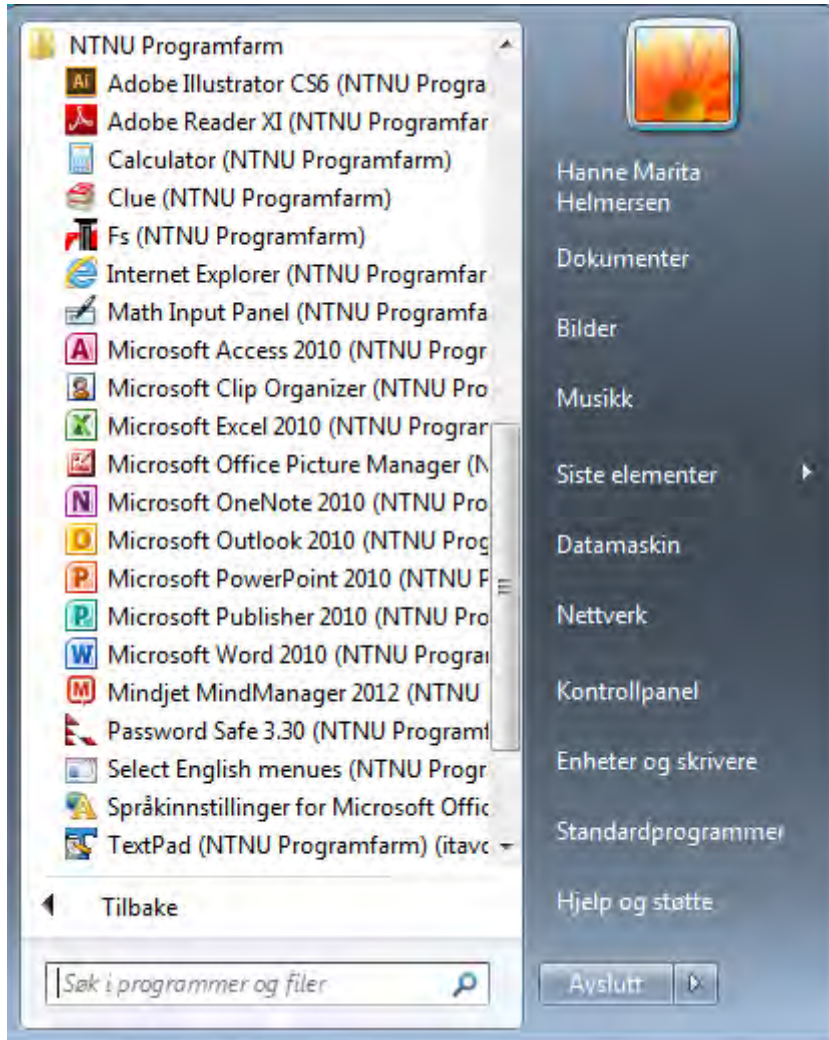 NTNU Programfarm
Adobe Illustrator CS6 (NTNU Progra
Adobe Reader XI (NTNU Programfar
Calculator (NTNU Programfarm)
Clue (NTNU Programfarm)
Fs (NTNU Programfarm)
Internet Explorer (NTNU Programfar
Math Input Panel (NTNU Programfa
Microsoft Access 2010 (NTNU Progr
Microsoft Clip Organizer (NTNU Pro
Microsoft Excel 2010 (NTNU Program
Microsoft Office Picture Manager (N
Microsoft OneNote 2010 (NTNU Pro
Microsoft Outlook 2010 (NTNU Prog
Microsoft PowerPoint 2010 (NTNU P
Microsoft Publisher 2010 (NTNU Pro
Microsoft Word 2010 (NTNU Program
Mindjet MindManager 2012 (NTNU
Password Safe 3.30 (NTNU Programf
Select English menues (NTNU Progr
Språkinnstillinger for Microsoft Offic
TextPad (NTNU Programfarm) (itavc
Tilbake
Søk i programmer og filer
Hanne Marita
Helmersen
Dokumenter
Bilder
Musikk
Siste elementer
Datamaskin
Nettverk
Kontrollpanel
Enheter og skrivere
Standardprogrammer
Hjelp og støtte
Avslutt